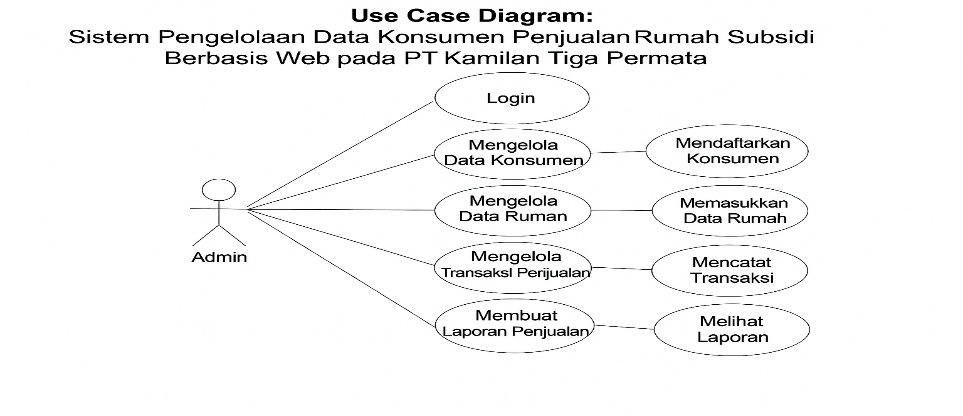 Use Case Diagram:
Sistem Pengelolaan Data Konsumen Penjualan Rumah Subsidi
Berbasis Web pada PT Kamilan Tiga Permata
Login
Mengelola
Data Konsumen
Mendaftarkan
Konsumen
Mengelola
Data Ruman
Memasukkan
Data Rumah
Admin
Mengelola
Transaksl Perijualan
Mencatat
Transaksi
Membuat
Laporan Penjualan
Melihat
Laporan